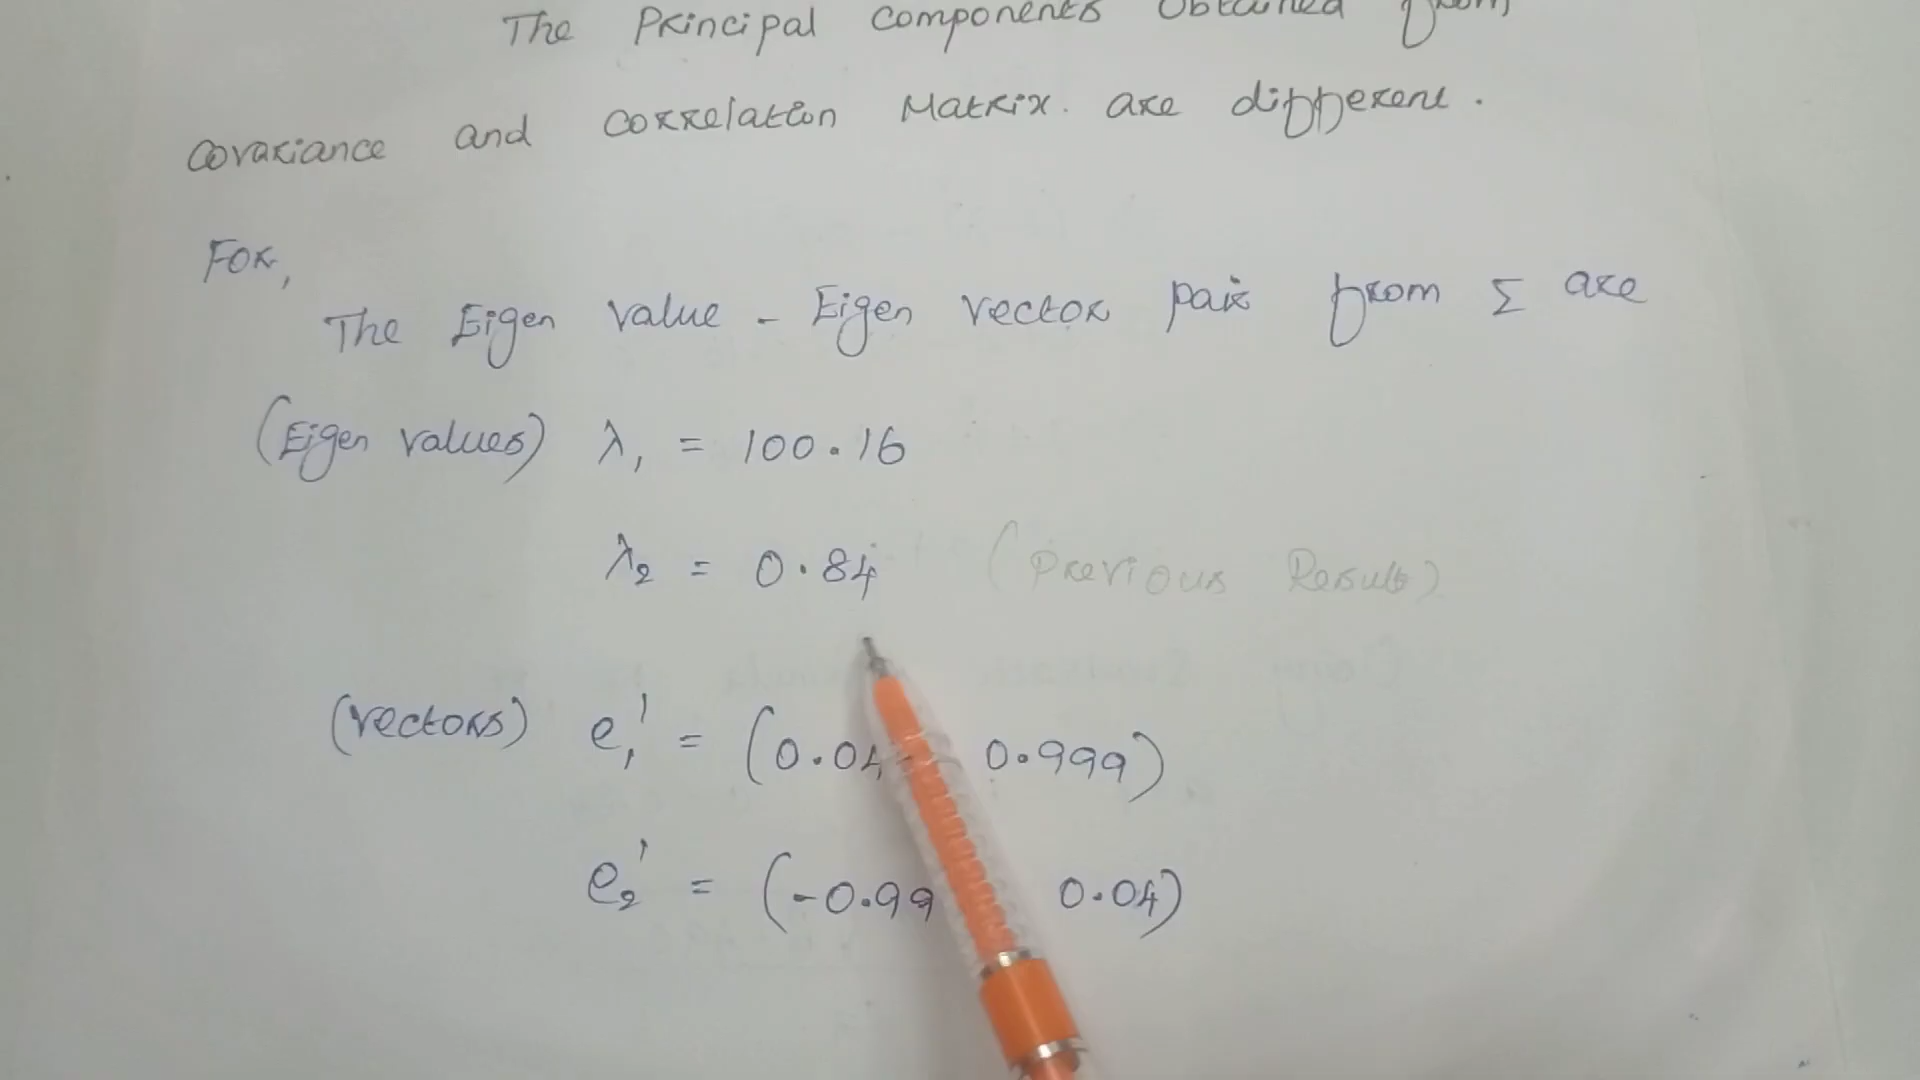 The Principal Components Obtained from
Covariance and Correlation Matrix. are different.
For,
The Eigen value - Eigen vector pair from Σ are
(Eigen values) λ₁ = 100.16
λ₂ = 0.84 (Previous Result)
(vectors) e₁' = (0.04 0.999)
e₂' = (-0.99 0.04)